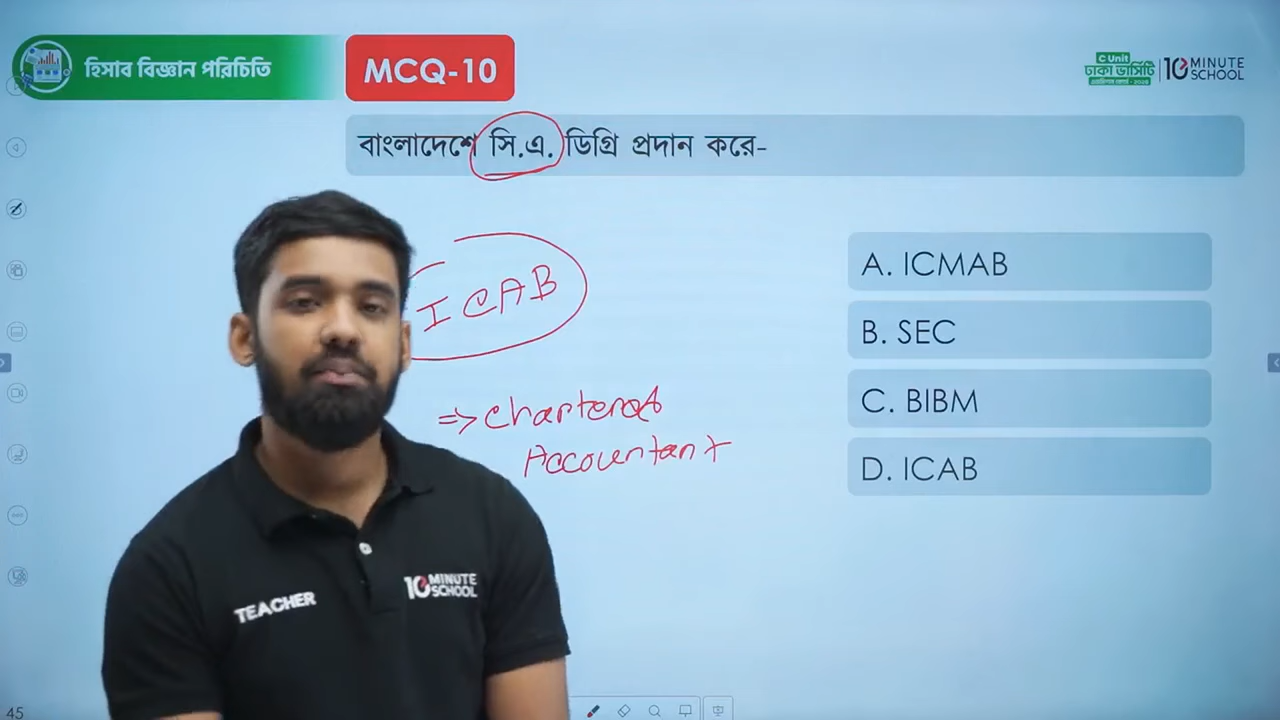 হিসাব বিজ্ঞান পরিচিতি
MCQ-10
C Unit
ঢাকা ভার্সিটি
10 MINUTE
SCHOOL
বাংলাদেশে সি.এ. ডিগ্রি প্রদান করে-
ICAB
A. ICMAB
B. SEC
C. BIBM
D. ICAB
=> Chartered
Accountant
TEACHER
10 MINUTE
SCHOOL
45